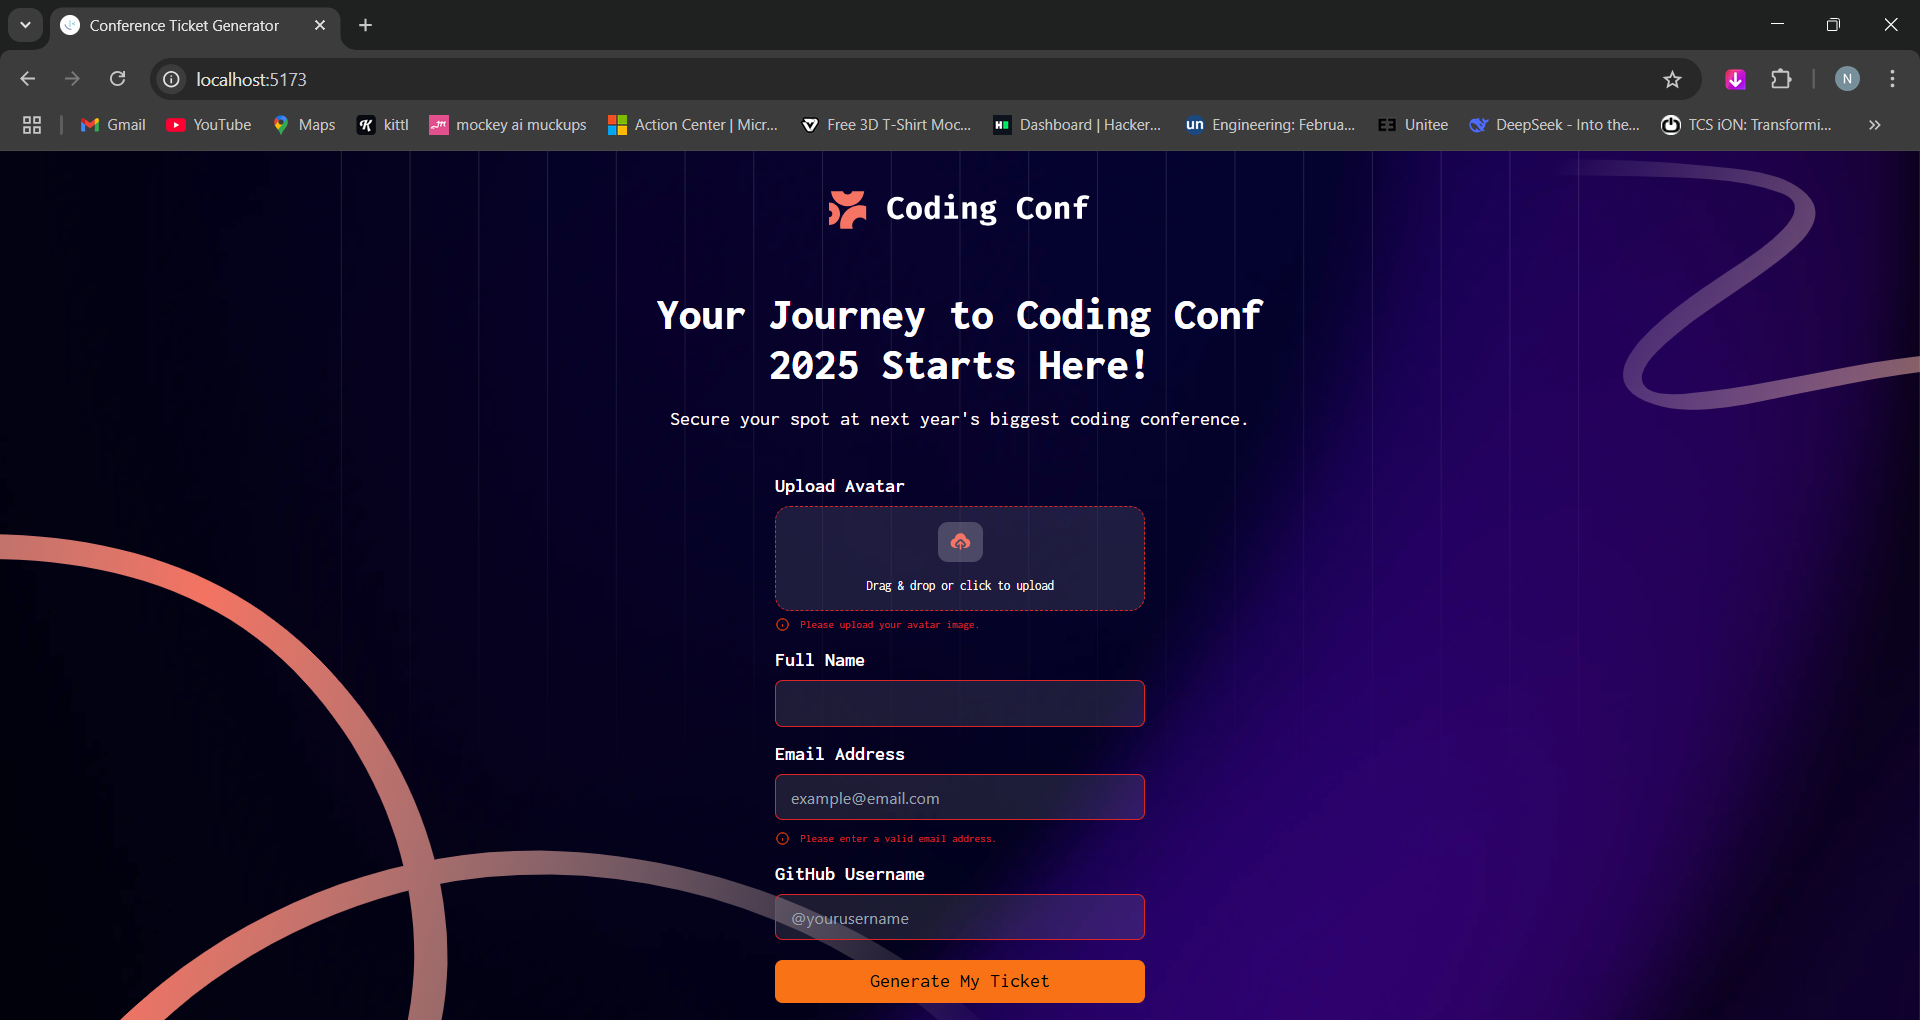 Conference Ticket Generator
localhost:5173
N
Gmail
YouTube
Maps
kittl
mockey ai muckups
Action Center | Micr...
Free 3D T-Shirt Moc...
Dashboard | Hacker...
un
Engineering: Februa...
Unitee
DeepSeek - Into the...
TCS iON: Transformi...
Coding Conf
Your Journey to Coding Conf
2025 Starts Here!
Secure your spot at next year's biggest coding conference.
Upload Avatar
Drag & drop or click to upload
Please upload your avatar image.
Full Name
Email Address
example@email.com
Please enter a valid email address.
GitHub Username
@yourusername
Generate My Ticket